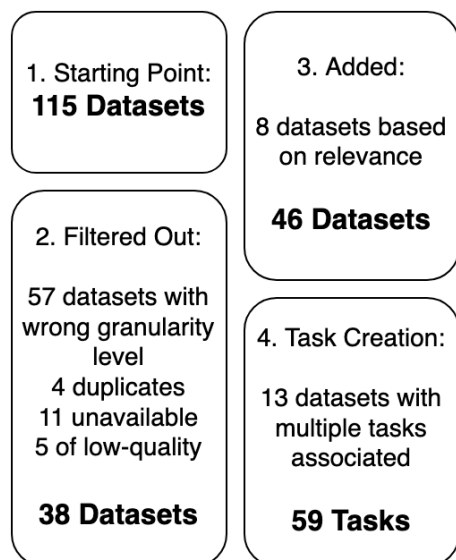 1. Starting Point:
115 Datasets
2. Filtered Out:
57 datasets with
wrong granularity
level
4 duplicates
11 unavailable
5 of low-quality
38 Datasets
3. Added:
8 datasets based
on relevance
46 Datasets
4. Task Creation:
13 datasets with
multiple tasks
associated
59 Tasks